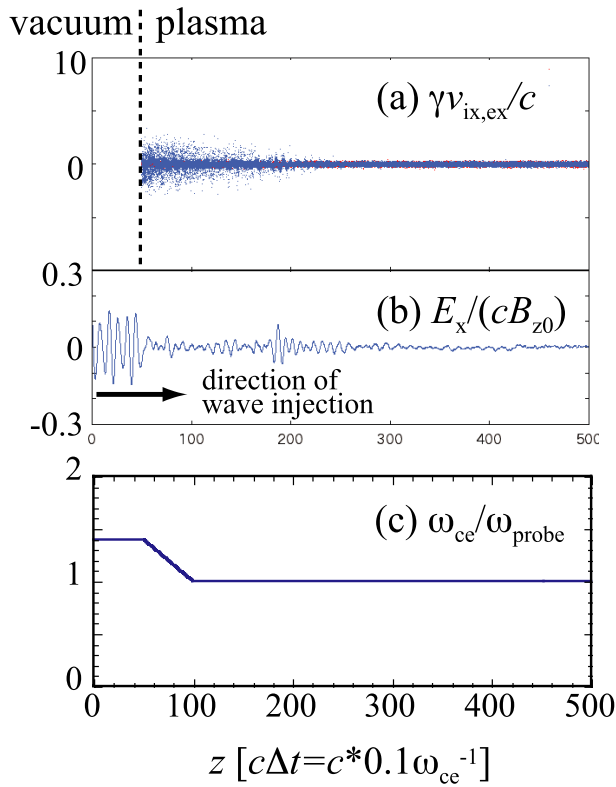 vacuum plasma
10
(a) γv_ix,ex/c
0
0.3
(b) E_x/(cB_z0)
0
direction of
wave injection
-0.3
0 100 200 300 400 500
2
(c) ω_ce/ω_probe
1
0
0 100 200 300 400 500
z [cΔt=c*0.1ω_ce⁻¹]